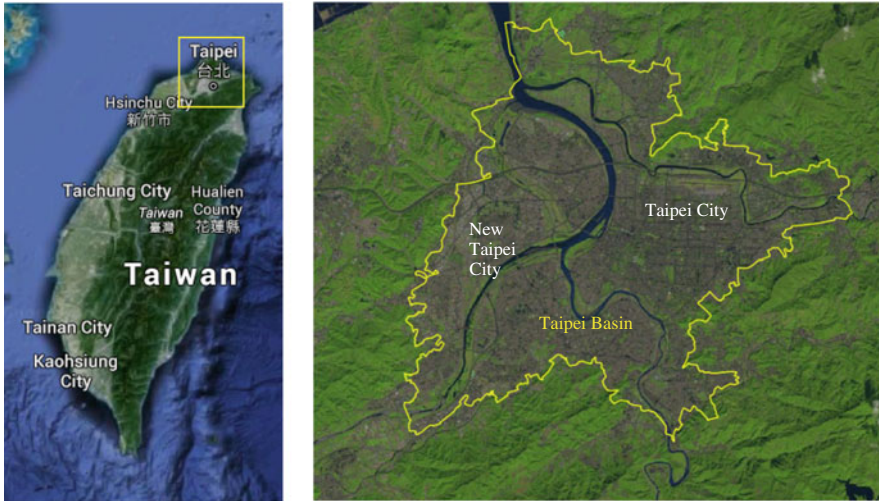 Taipei
台北
Hsinchu City
新竹市
Taichung City
Hualien
County
花蓮縣
Taiwan
臺灣
Taiwan
Tainan City
Kaohsiung
City
Taipei City
New
Taipei
City
Taipei Basin